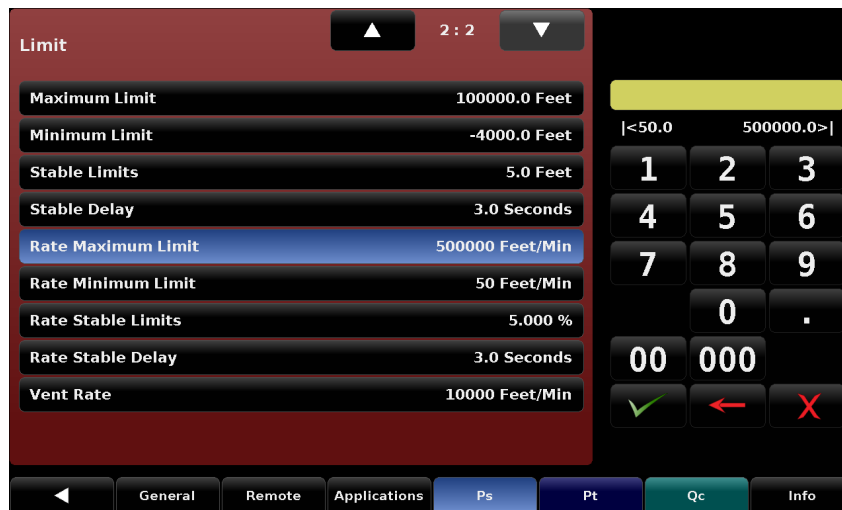 Limit
2 : 2
Maximum Limit 100000.0 Feet
Minimum Limit -4000.0 Feet
Stable Limits 5.0 Feet
Stable Delay 3.0 Seconds
Rate Maximum Limit 500000 Feet/Min
Rate Minimum Limit 50 Feet/Min
Rate Stable Limits 5.000 %
Rate Stable Delay 3.0 Seconds
Vent Rate 10000 Feet/Min
|<50.0 500000.0>|
1 2 3
4 5 6
7 8 9
0 .
00 000
X
General Remote Applications Ps Pt Qc Info